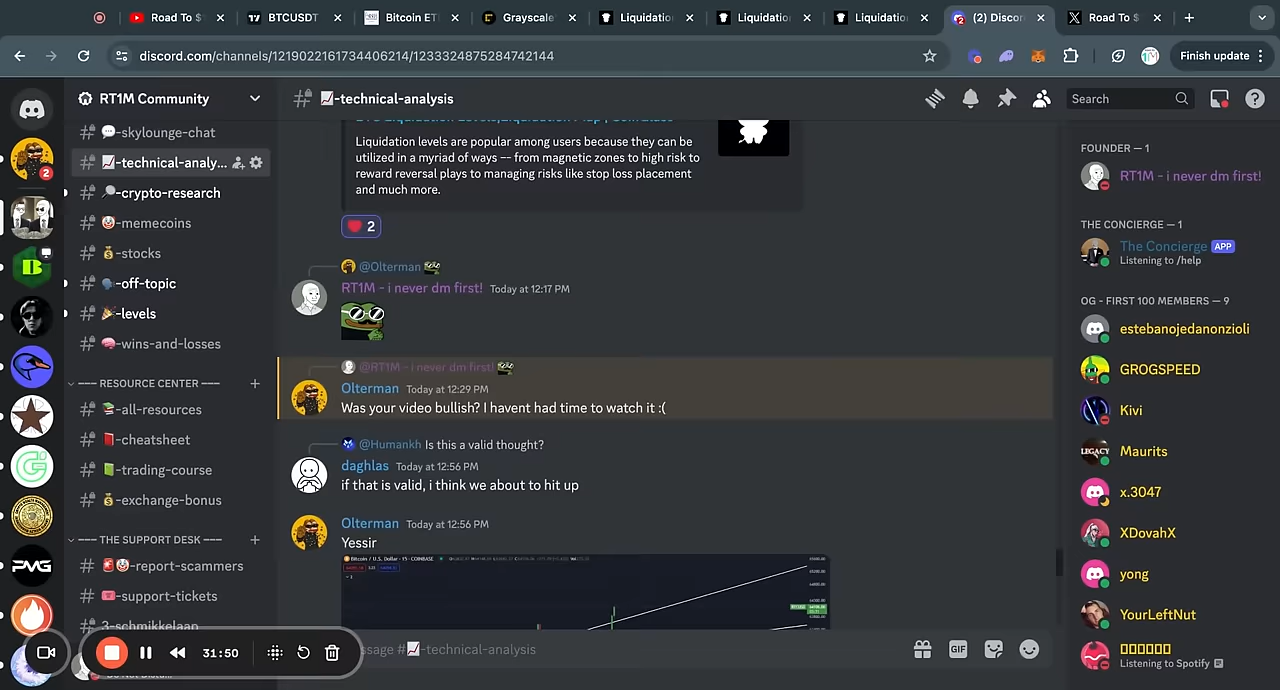 Road To $
BTCUSDT
Bitcoin ET
Grayscale
Liquidatio
Liquidatio
Liquidatio
(2) Discor
Road To $
discord.com/channels/1219022161734406214/1233324875284742144
Finish update
RT1M Community
-technical-analysis
Search
-skylounge-chat
-technical-analy...
-crypto-research
-memecoins
-stocks
-off-topic
-levels
-wins-and-losses
--- RESOURCE CENTER ---
-all-resources
-cheatsheet
-trading-course
-exchange-bonus
--- THE SUPPORT DESK ---
-report-scammers
-support-tickets
2
Liquidation levels are popular among users because they can be
utilized in a myriad of ways -- from magnetic zones to high risk to
reward reversal plays to managing risks like stop loss placement
and much more.
2
@Olterman
RT1M - i never dm first! Today at 12:17 PM
@RT1M - i never dm first!
Olterman Today at 12:29 PM
Was your video bullish? I havent had time to watch it :(
@Humankh Is this a valid thought?
daghlas Today at 12:56 PM
if that is valid, i think we about to hit up
Olterman Today at 12:56 PM
Yessir
Bitcoin / U.S. Dollar · 15 · COINBASE
ssage #-technical-analysis
GIF
31:50
PMG
FOUNDER — 1
RT1M - i never dm first!
THE CONCIERGE — 1
The Concierge APP
Listening to /help
OG - FIRST 100 MEMBERS — 9
estebanojedanonzioli
GROGSPEED
Kivi
LEGACY
Maurits
x.3047
XDovahX
yong
YourLeftNut
Listening to Spotify